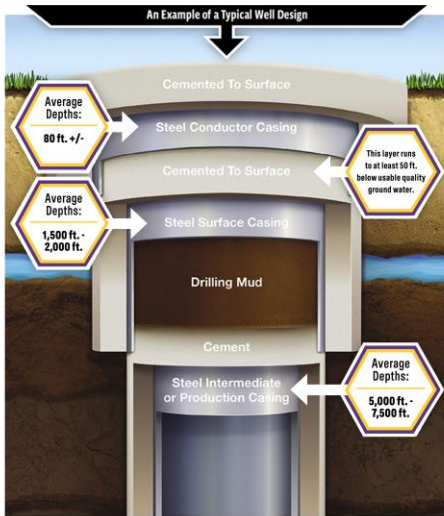 An Example of a Typical Well Design
Cemented To Surface
Average
Depths:
80 ft. +/-
Steel Conductor Casing
Cemented To Surface
This layer runs
to at least 50 ft.
below usable quality
ground water.
Average
Depths:
1,500 ft. -
2,000 ft.
Steel Surface Casing
Drilling Mud
Cement
Steel Intermediate
or Production Casing
Average
Depths:
5,000 ft. -
7,500 ft.